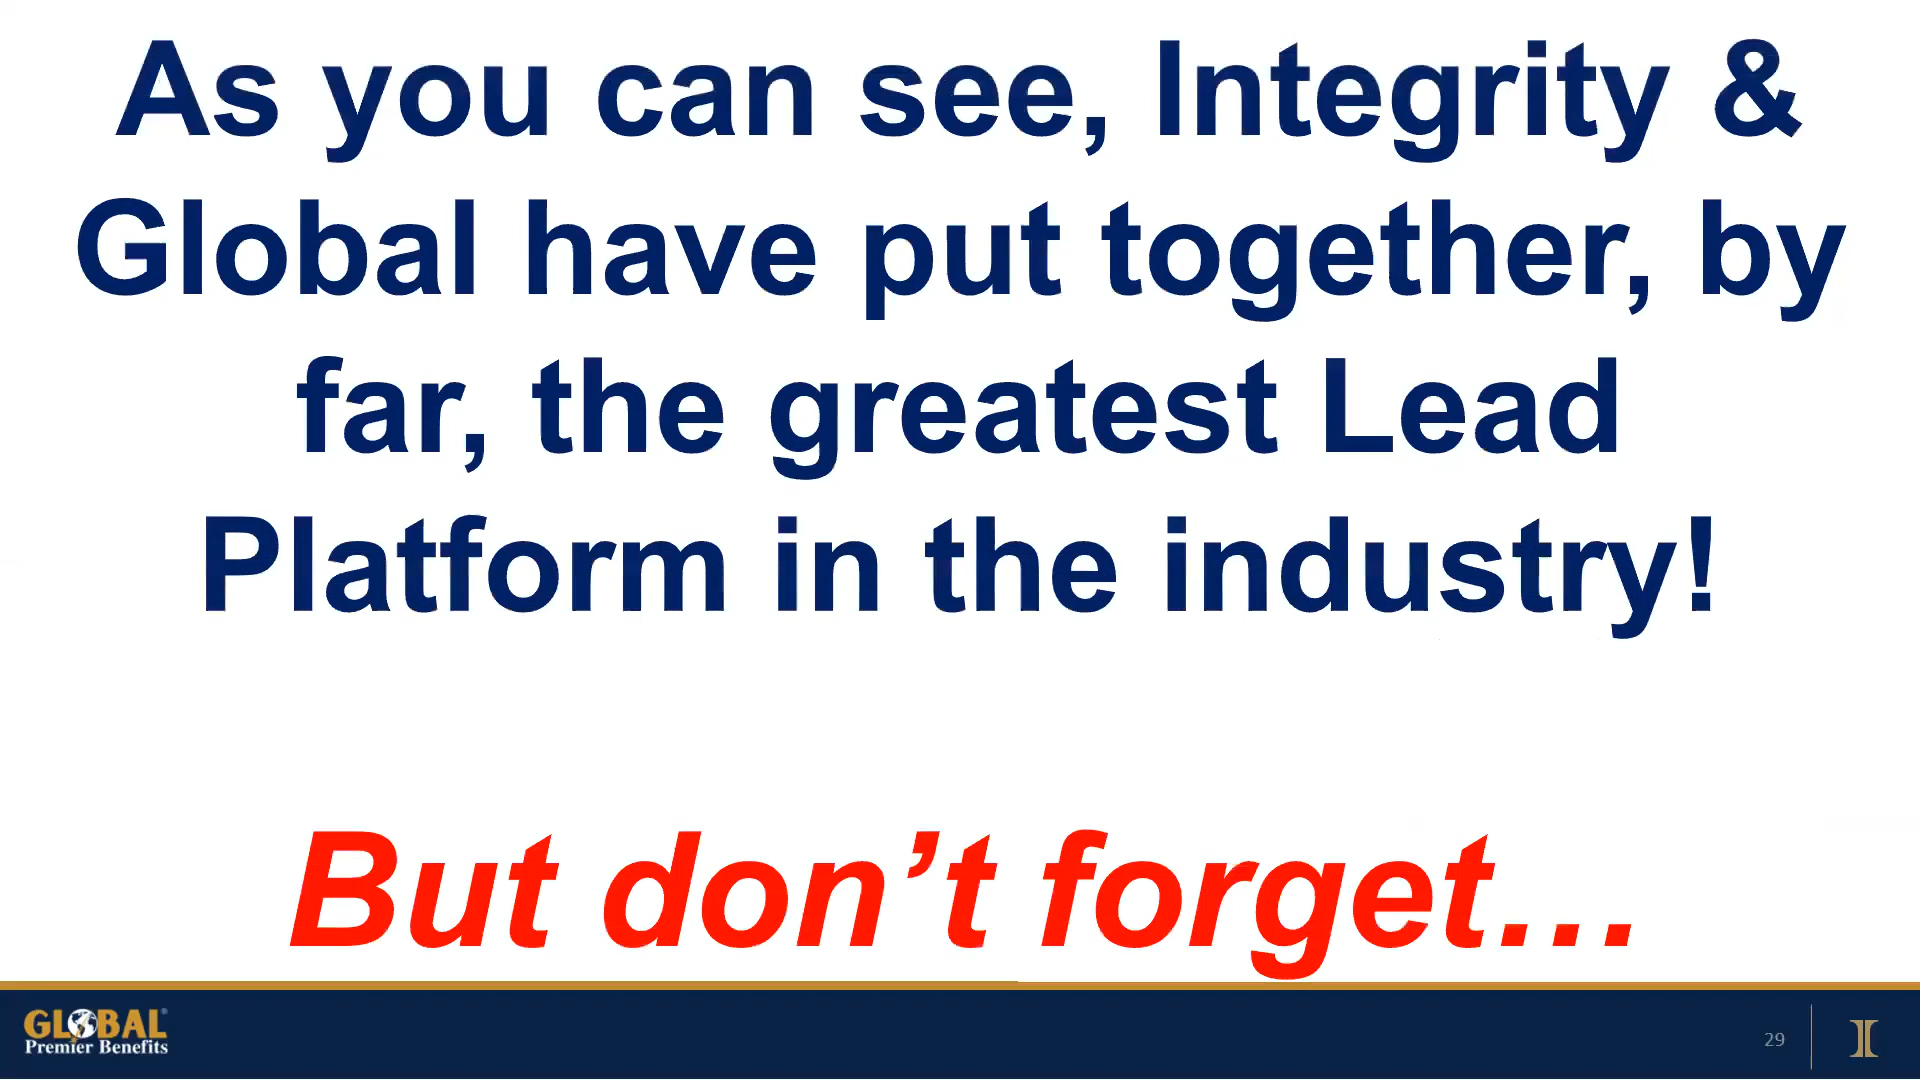 As you can see, Integrity &
Global have put together, by
far, the greatest Lead
Platform in the industry!
But don’t forget…
GLOBAL
Premier Benefits
29